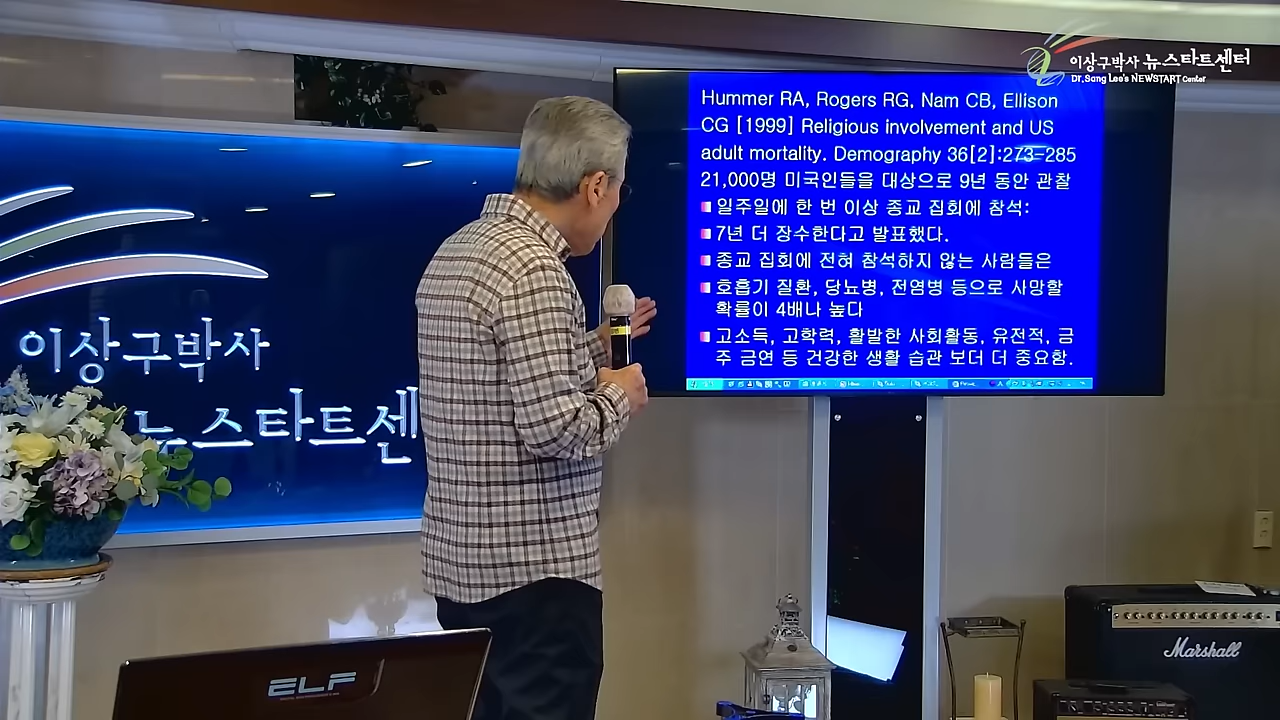 이상구박사 뉴스타트센터
Dr. Sang Lee's NEWSTART Center
Hummer RA, Rogers RG, Nam CB, Ellison
CG [1999] Religious involvement and US
adult mortality. Demography 36[2]:273-285
21,000명 미국인들을 대상으로 9년 동안 관찰
일주일에 한 번 이상 종교 집회에 참석:
7년 더 장수한다고 발표했다.
종교 집회에 전혀 참석하지 않는 사람들은
호흡기 질환, 당뇨병, 전염병 등으로 사망할
확률이 4배나 높다
고소득, 고학력, 활발한 사회활동, 유전적, 금
주 금연 등 건강한 생활 습관 보더 더 중요함.
이상구박사
뉴스타트센
ELF
Marshall